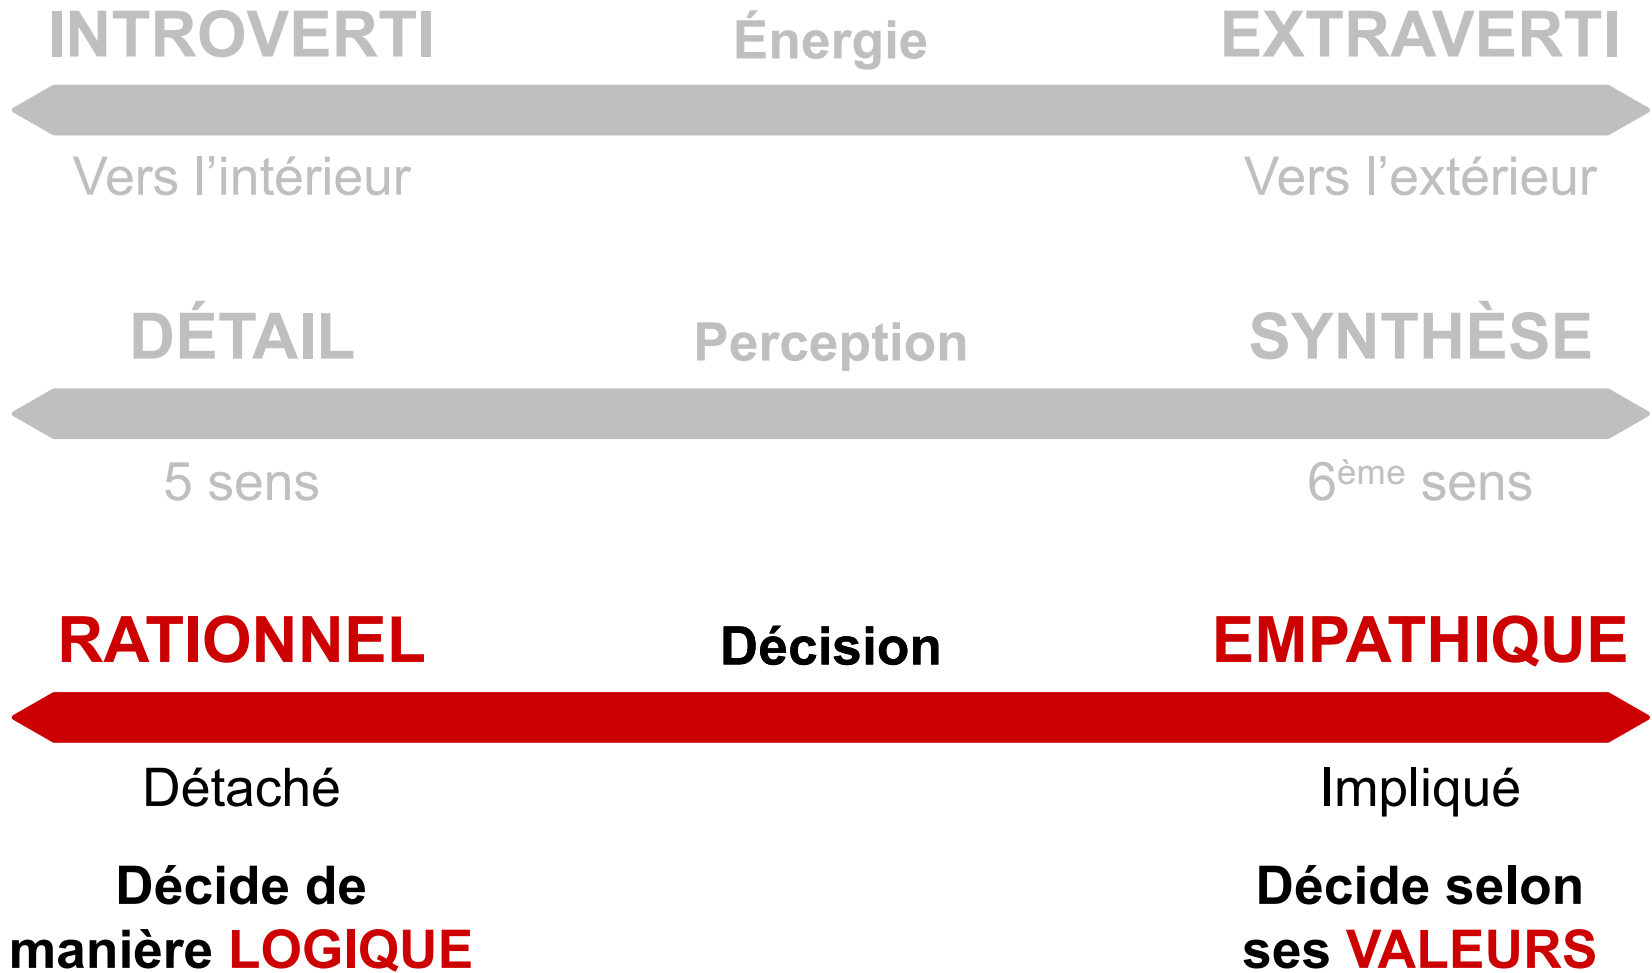 INTROVERTI Énergie EXTRAVERTI
Vers l’intérieur Vers l’extérieur
DÉTAIL Perception SYNTHÈSE
5 sens 6ème sens
RATIONNEL Décision EMPATHIQUE
Détaché Impliqué
Décide de Décide selon
manière LOGIQUE ses VALEURS